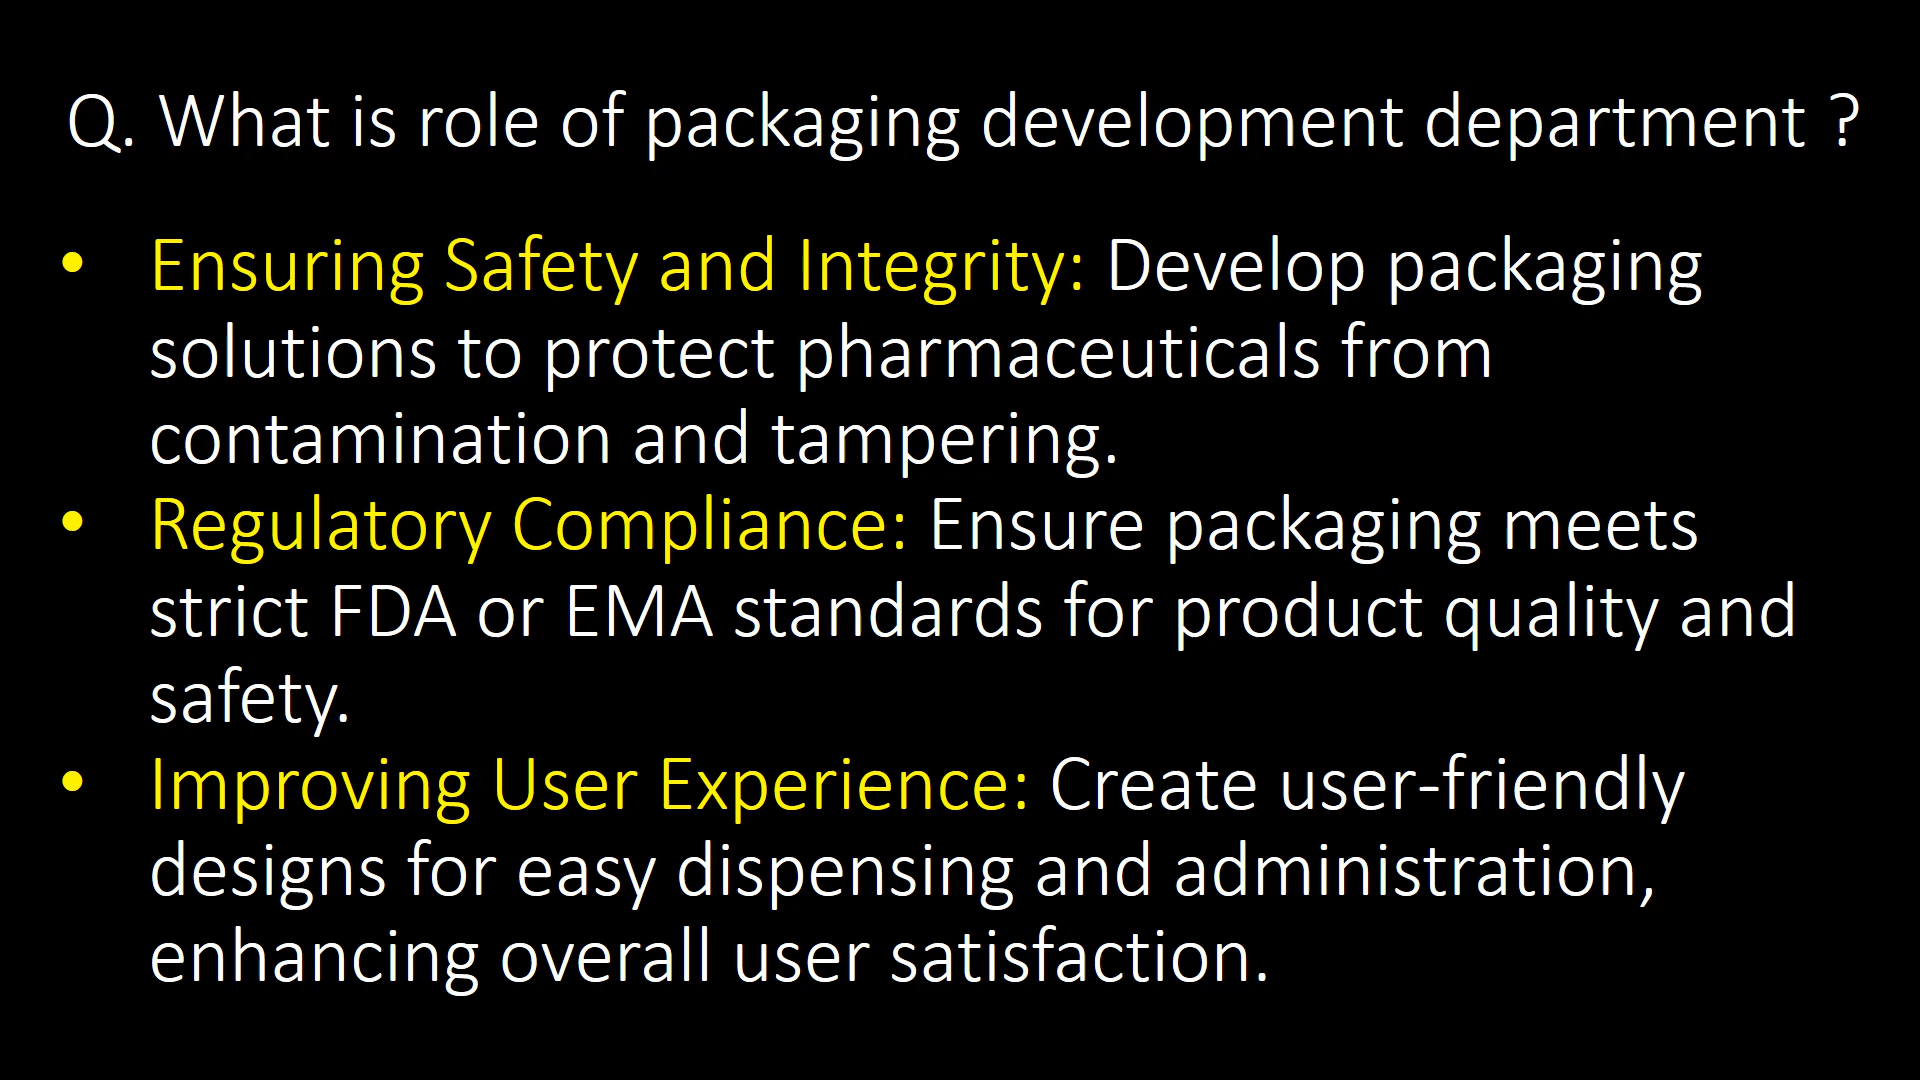 Q. What is role of packaging development department ?
• Ensuring Safety and Integrity: Develop packaging
solutions to protect pharmaceuticals from
contamination and tampering.
• Regulatory Compliance: Ensure packaging meets
strict FDA or EMA standards for product quality and
safety.
• Improving User Experience: Create user-friendly
designs for easy dispensing and administration,
enhancing overall user satisfaction.